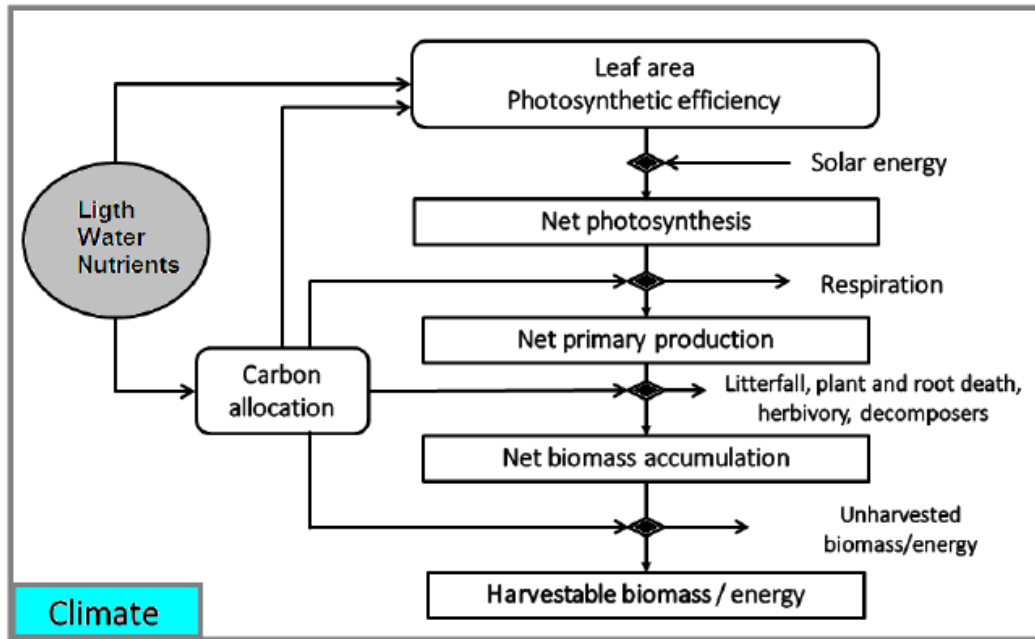 Leaf area
Photosynthetic efficiency
Solar energy
Ligth
Water
Nutrients
Net photosynthesis
Respiration
Net primary production
Carbon
allocation
Litterfall, plant and root death,
herbivory, decomposers
Net biomass accumulation
Unharvested
biomass/energy
Harvestable biomass / energy
Climate